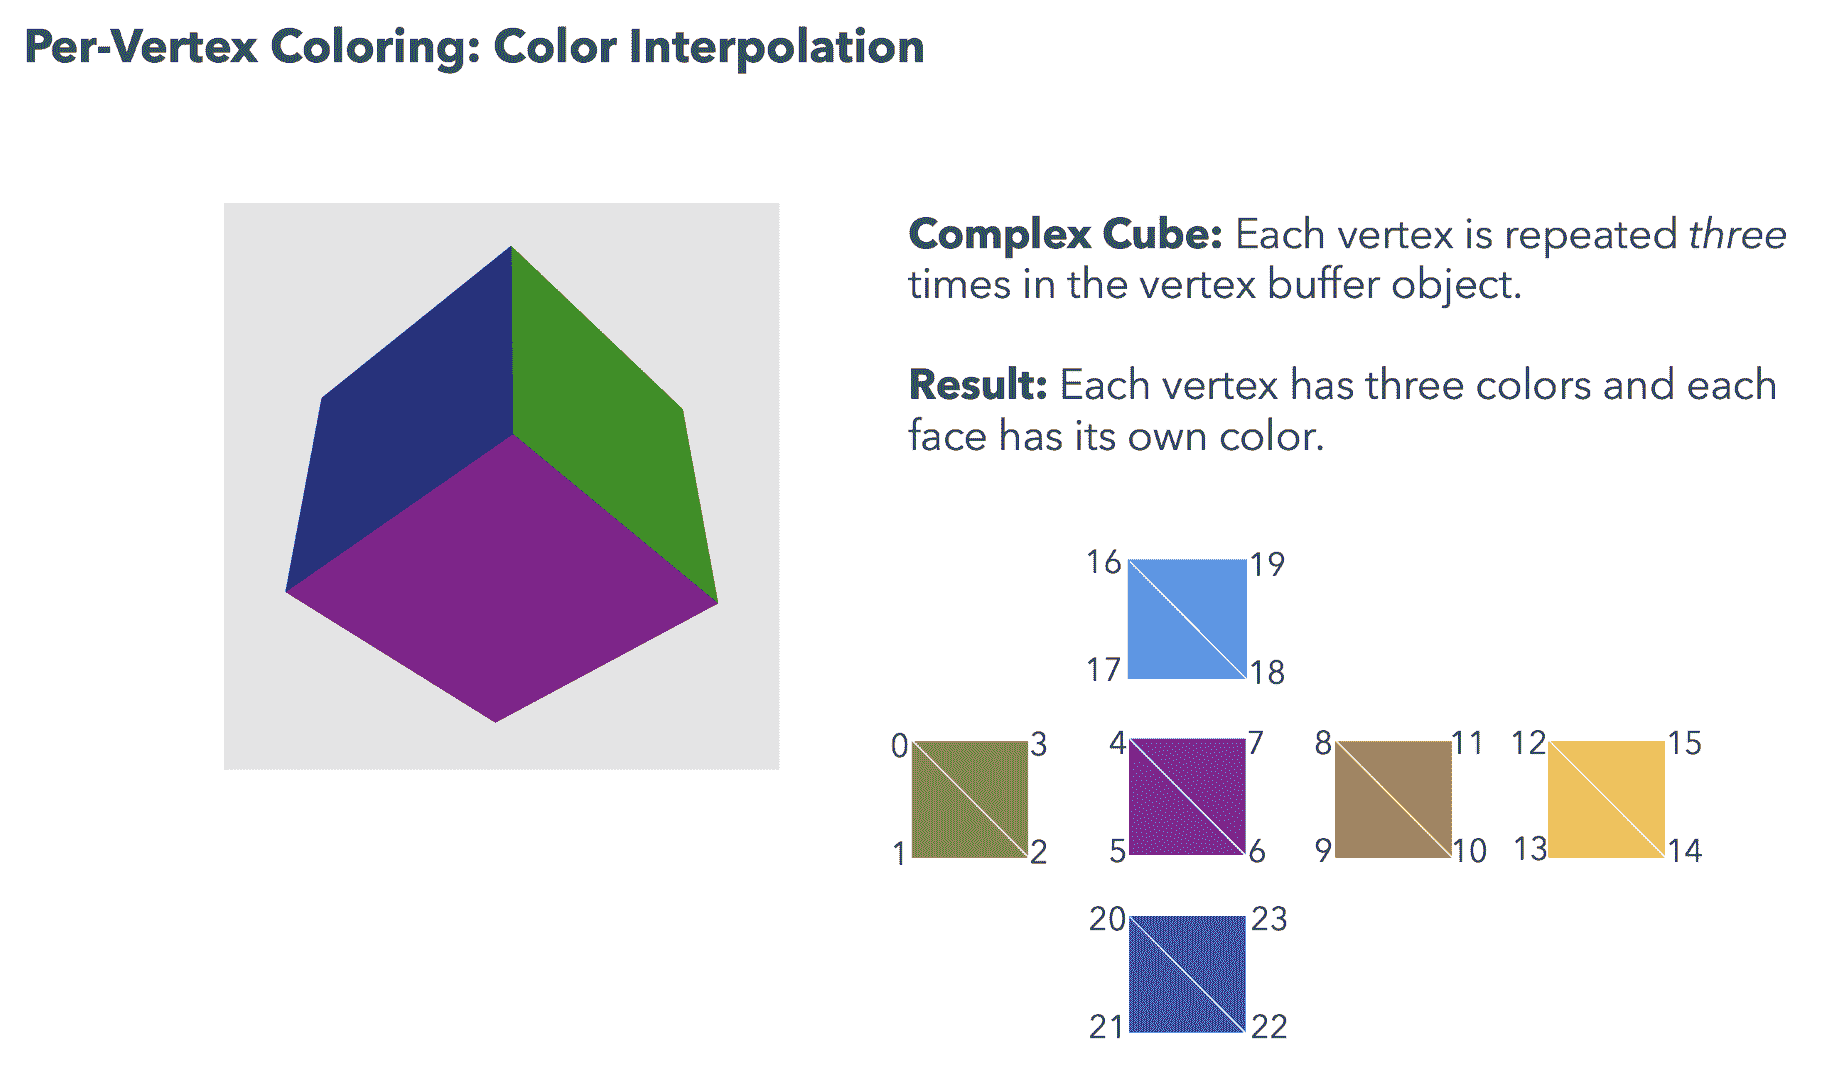 Per-Vertex Coloring: Color Interpolation
Complex Cube: Each vertex is repeated three
times in the vertex buffer object.
Result: Each vertex has three colors and each
face has its own color.
16 19
17 18
0 3 4 7 8 11 12 15
1 2 5 6 9 10 13 14
20 23
21 22